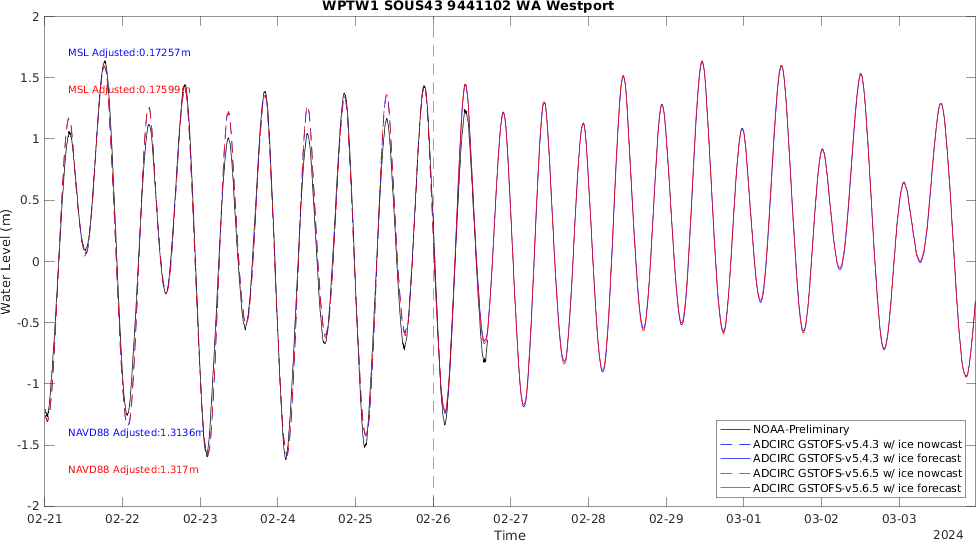 WPTW1 SOUS43 9441102 WA Westport
MSL Adjusted:0.17257m
MSL Adjusted:0.17599m
NAVD88 Adjusted:1.3136m
NAVD88 Adjusted:1.317m
Water Level (m)
2
1.5
1
0.5
0
-0.5
-1
-1.5
-2
NOAA-Preliminary
ADCIRC GSTOFS-v5.4.3 w/ ice nowcast
ADCIRC GSTOFS-v5.4.3 w/ ice forecast
ADCIRC GSTOFS-v5.6.5 w/ ice nowcast
ADCIRC GSTOFS-v5.6.5 w/ ice forecast
02-21 02-22 02-23 02-24 02-25 02-26 02-27 02-28 02-29 03-01 03-02 03-03
Time
2024